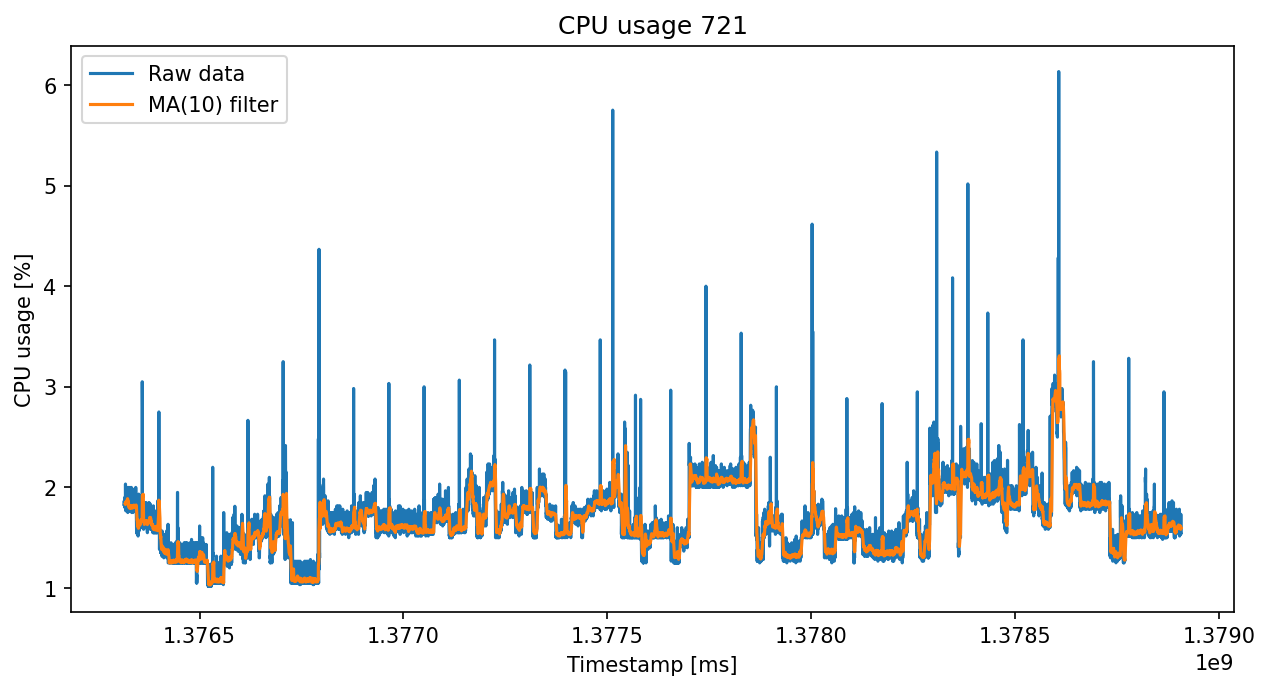 CPU usage 721
Raw data
MA(10) filter
CPU usage [%]
6
5
4
3
2
1
1.3765 1.3770 1.3775 1.3780 1.3785 1.3790
1e9
Timestamp [ms]